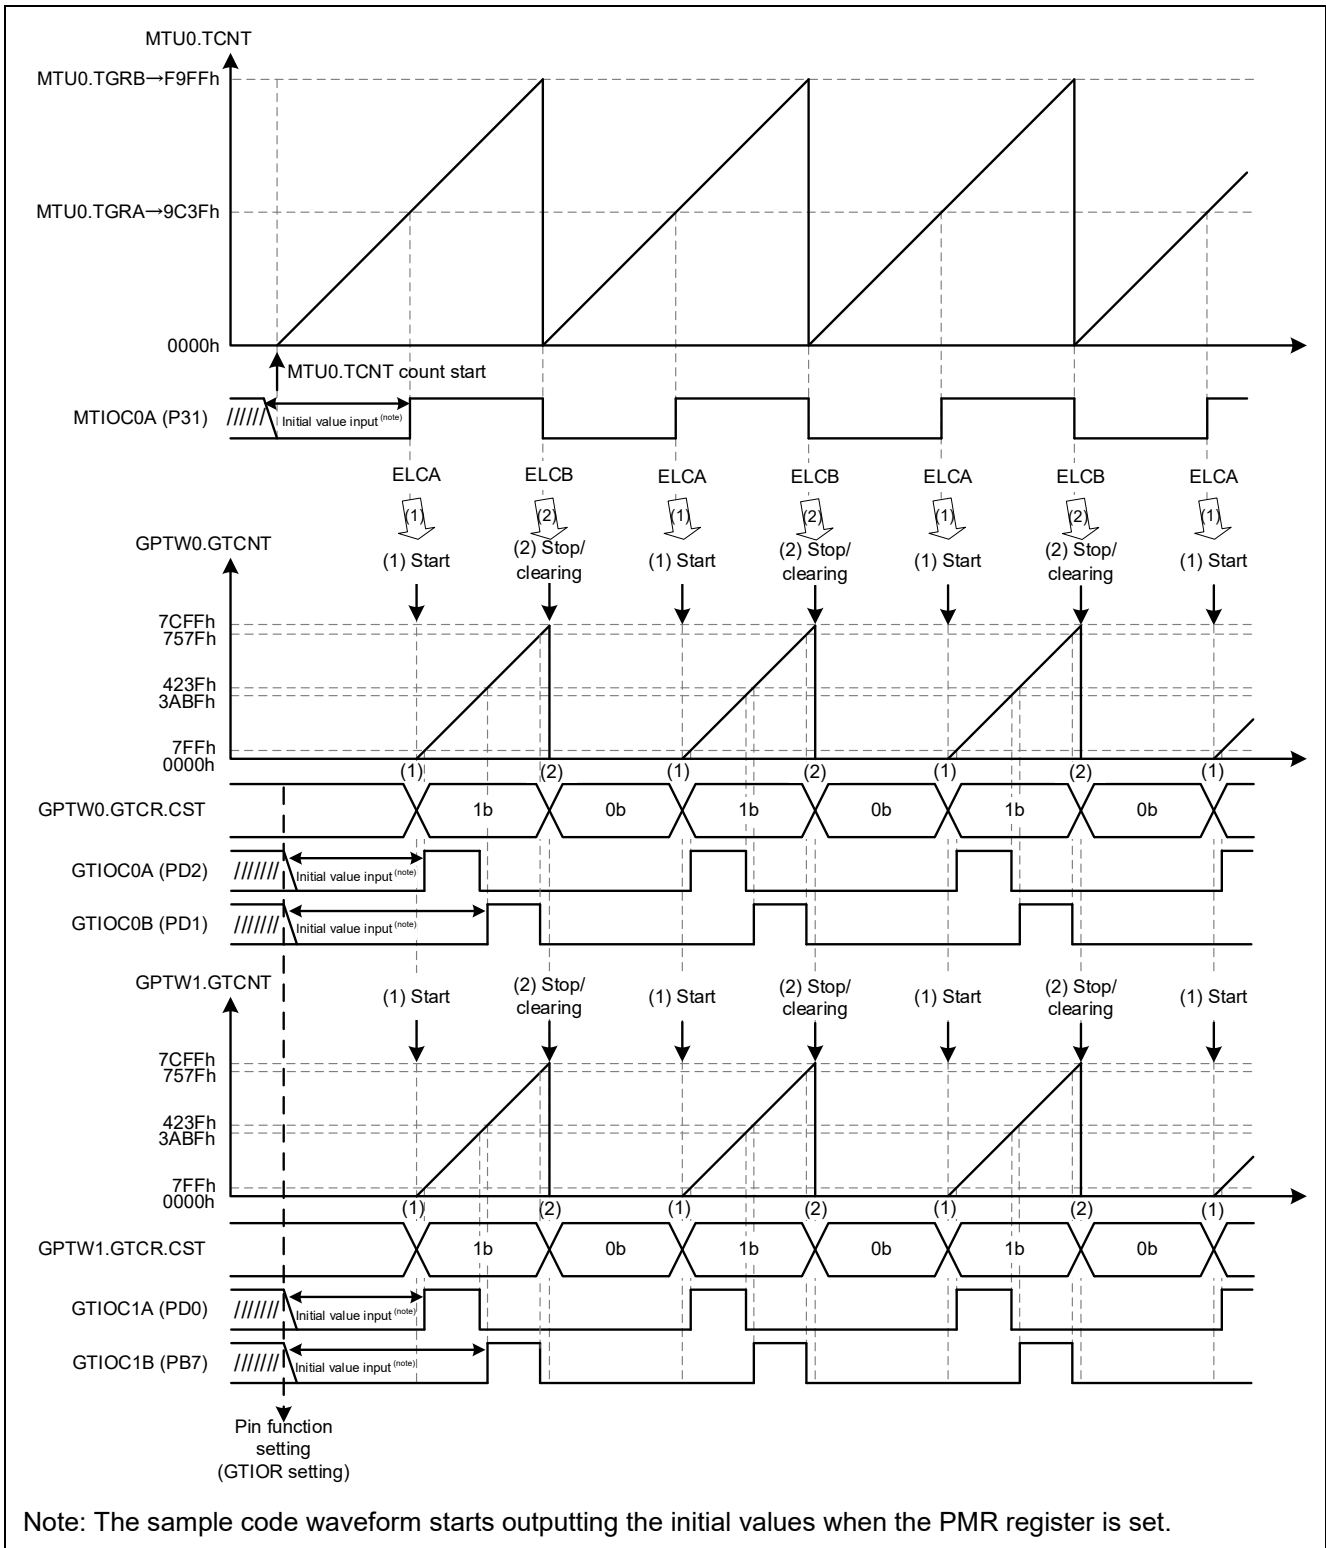 MTU0.TCNT
MTU0.TGRB→F9FFh
MTU0.TGRA→9C3Fh
0000h
MTU0.TCNT count start
MTIOC0A (P31) ////// Initial value input (note)
ELCA ELCB ELCA ELCB ELCA ELCB ELCA
(1) (2) (1) (2) (1) (2) (1)
GPTW0.GTCNT
(1) Start (2) Stop/ clearing (1) Start (2) Stop/ clearing (1) Start (2) Stop/ clearing (1) Start
7CFFh
757Fh
423Fh
3ABFh
7FFh
0000h
(1) (2) (1) (2) (1) (2) (1)
GPTW0.GTCR.CST 1b 0b 1b 0b 1b 0b
GTIOC0A (PD2) /////// Initial value input (note)
GTIOC0B (PD1) /////// Initial value input (note)
GPTW1.GTCNT
(1) Start (2) Stop/ clearing (1) Start (2) Stop/ clearing (1) Start (2) Stop/ clearing (1) Start
7CFFh
757Fh
423Fh
3ABFh
7FFh
0000h
(1) (2) (1) (2) (1) (2) (1)
GPTW1.GTCR.CST 1b 0b 1b 0b 1b 0b
GTIOC1A (PD0) /////// Initial value input (note)
GTIOC1B (PB7) /////// Initial value input (note)
Pin function
setting
(GTIOR setting)
Note: The sample code waveform starts outputting the initial values when the PMR register is set.